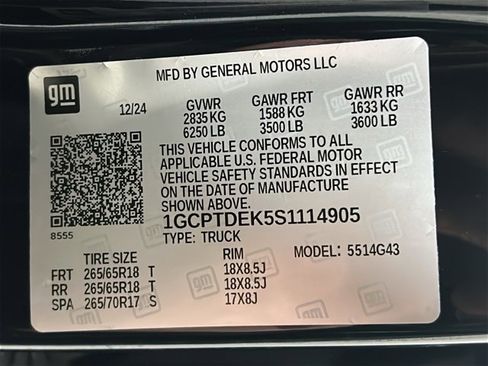 MFD BY GENERAL MOTORS LLC
gm
12/24 GVWR GAWR FRT GAWR RR
2835 KG 1588 KG 1633 KG
6250 LB 3500 LB 3600 LB
THIS VEHICLE CONFORMS TO ALL
APPLICABLE U.S. FEDERAL MOTOR
VEHICLE SAFETY STANDARDS IN EFFECT
ON THE DATE OF MANUFACTURE
SHOWN ABOVE.
1GCPTDEK5S1114905
8555 TYPE: TRUCK
TIRE SIZE RIM MODEL: 5514G43
FRT 265/65R18 T 18X8.5J
RR 265/65R18 T 18X8.5J
SPA 265/70R17 S 17X8J